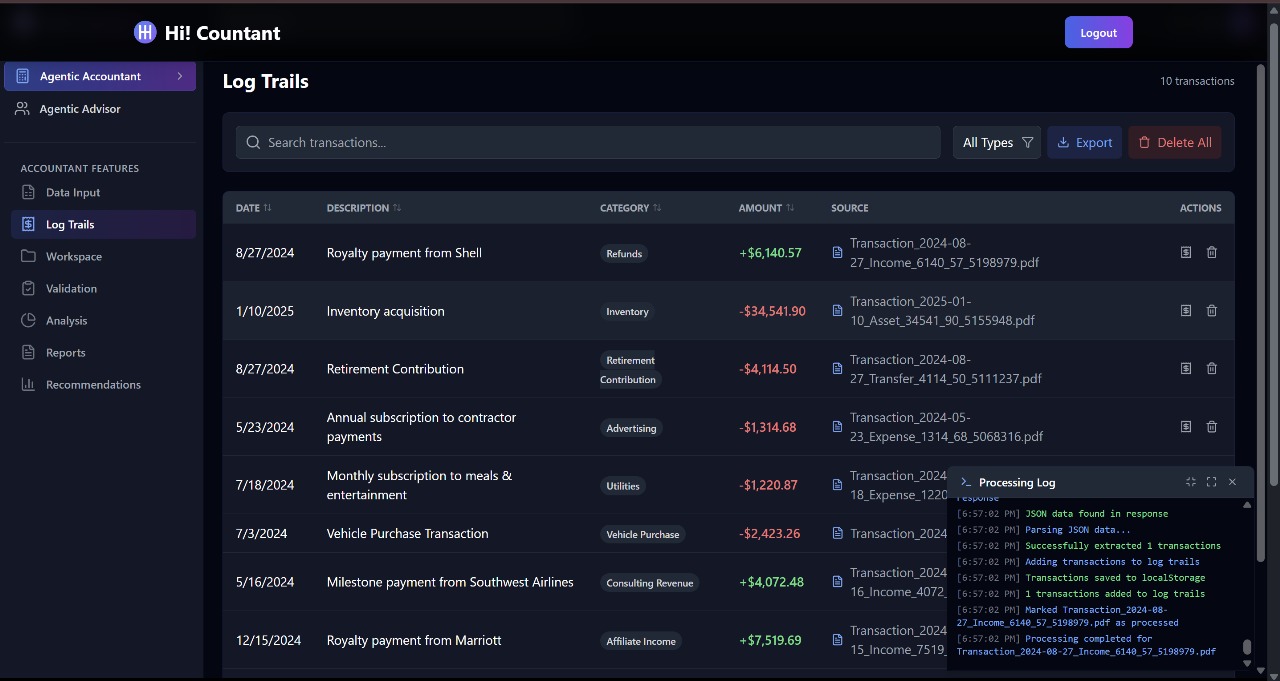 Hi! Countant
Logout
Agentic Accountant
Agentic Advisor
ACCOUNTANT FEATURES
Data Input
Log Trails
Workspace
Validation
Analysis
Reports
Recommendations
Log Trails
10 transactions
Search transactions...
All Types
Export
Delete All
DATE DESCRIPTION CATEGORY AMOUNT SOURCE ACTIONS
8/27/2024 Royalty payment from Shell Refunds +$6,140.57 Transaction_2024-08-
27_Income_6140_57_5198979.pdf
1/10/2025 Inventory acquisition Inventory -$34,541.90 Transaction_2025-01-
10_Asset_34541_90_5155948.pdf
8/27/2024 Retirement Contribution Retirement
Contribution
-$4,114.50 Transaction_2024-08-
27_Transfer_4114_50_5111237.pdf
5/23/2024 Annual subscription to contractor
payments
Advertising -$1,314.68 Transaction_2024-05-
23_Expense_1314_68_5068316.pdf
7/18/2024 Monthly subscription to meals &
entertainment
Utilities -$1,220.87 Transaction_2024
18_Expense_1220
7/3/2024 Vehicle Purchase Transaction Vehicle Purchase -$2,423.26 Transaction_2024
5/16/2024 Milestone payment from Southwest Airlines Consulting Revenue +$4,072.48 Transaction_2024
16_Income_4072_
12/15/2024 Royalty payment from Marriott Affiliate Income +$7,519.69 Transaction_2024
15_Income_7519_
Processing Log
response
[6:57:02 PM] JSON data found in response
[6:57:02 PM] Parsing JSON data...
[6:57:02 PM] Successfully extracted 1 transactions
[6:57:02 PM] Adding transactions to log trails
[6:57:02 PM] Transactions saved to localStorage
[6:57:02 PM] 1 transactions added to log trails
[6:57:02 PM] Marked Transaction_2024-08-
27_Income_6140_57_5198979.pdf as processed
[6:57:02 PM] Processing completed for
Transaction_2024-08-27_Income_6140_57_5198979.pdf